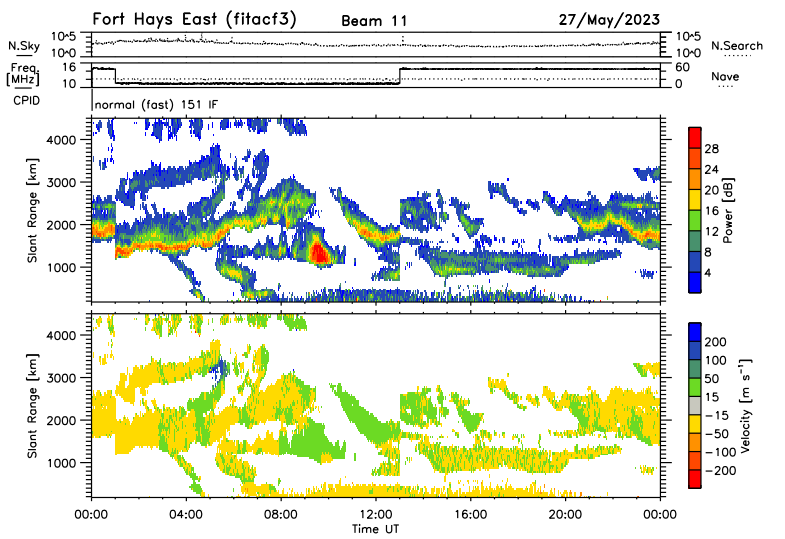 Fort Hays East (fitacf3) Beam 11 27/May/2023
N.Sky 10^5 10^0 10^5 10^0 N.Search
Freq. [MHz] 16 10 60 0 Nave
CPID normal (fast) 151 IF
Slant Range [km] 4000 3000 2000 1000
28 24 20 16 12 8 4 Power [dB]
Slant Range [km] 4000 3000 2000 1000
200 100 50 15 −15 −50 −100 −200 Velocity [m s⁻¹]
00:00 04:00 08:00 12:00 16:00 20:00 00:00
Time UT